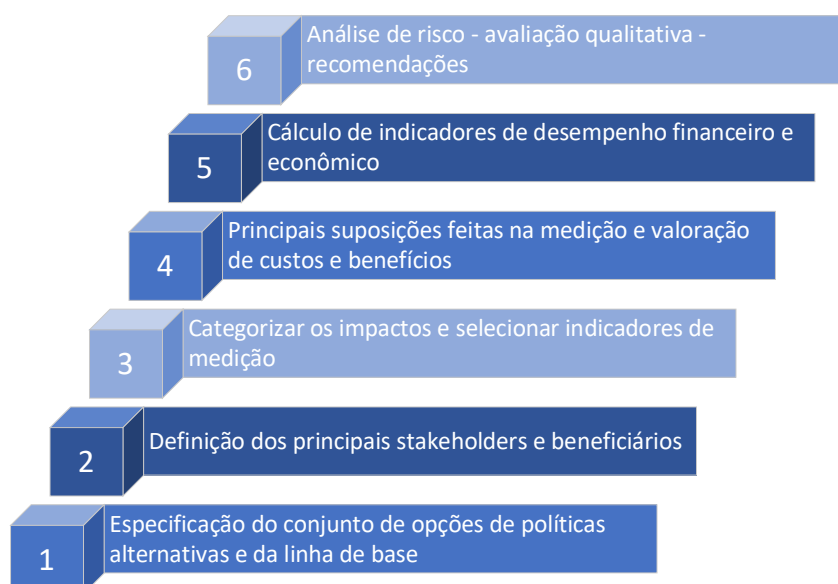 6
Análise de risco - avaliação qualitativa -
recomendações
5
Cálculo de indicadores de desempenho financeiro e
econômico
4
Principais suposições feitas na medição e valoração
de custos e benefícios
3
Categorizar os impactos e selecionar indicadores de
medição
2
Definição dos principais stakeholders e beneficiários
1
Especificação do conjunto de opções de políticas
alternativas e da linha de base